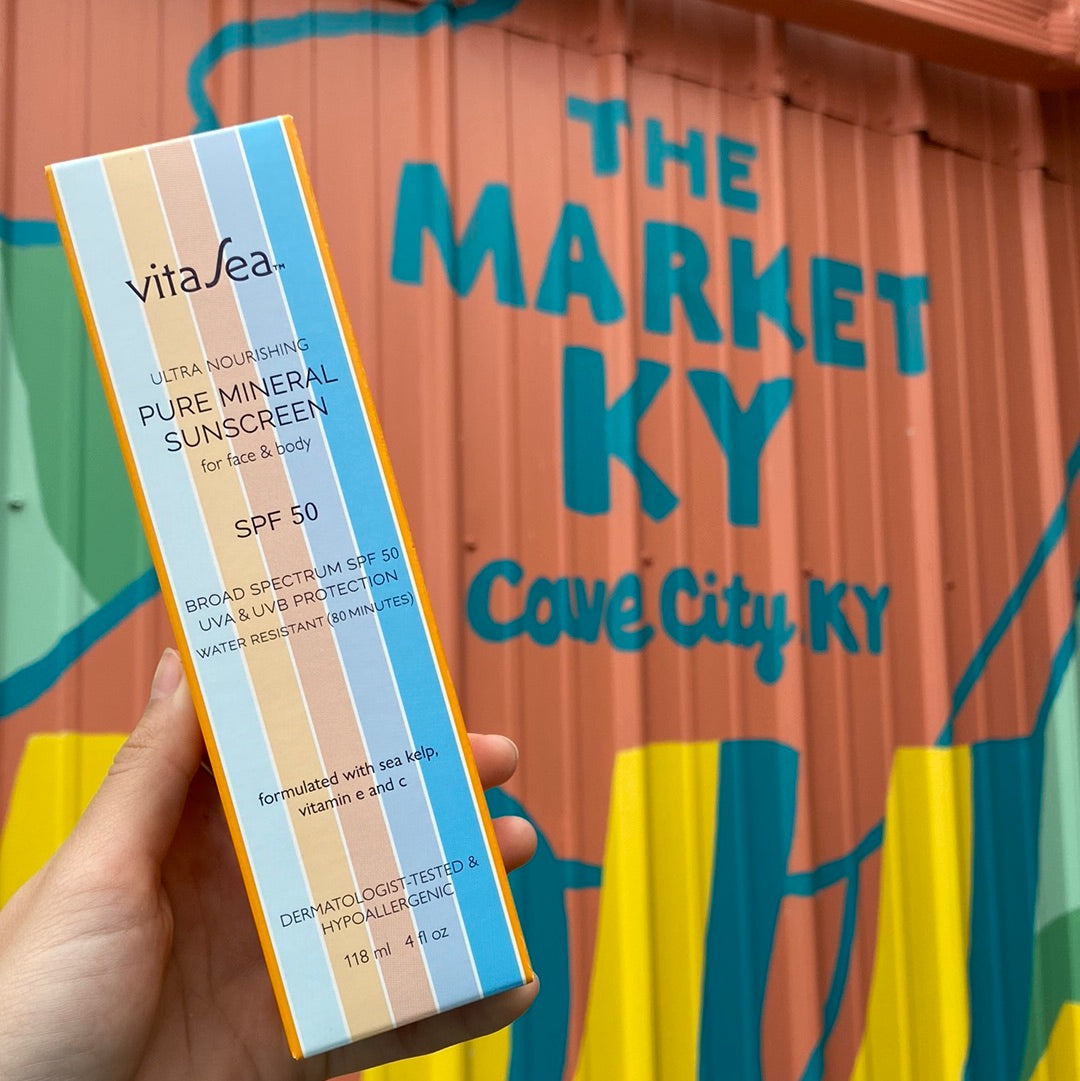 vitaSea™
ULTRA NOURISHING
PURE MINERAL
SUNSCREEN
for face & body
SPF 50
BROAD SPECTRUM SPF 50
UVA & UVB PROTECTION
WATER RESISTANT (80 MINUTES)
formulated with sea kelp,
vitamin e and c
DERMATOLOGIST-TESTED &
HYPOALLERGENIC
118 ml 4 fl oz
THE
MARKET
KY
Cave City, KY